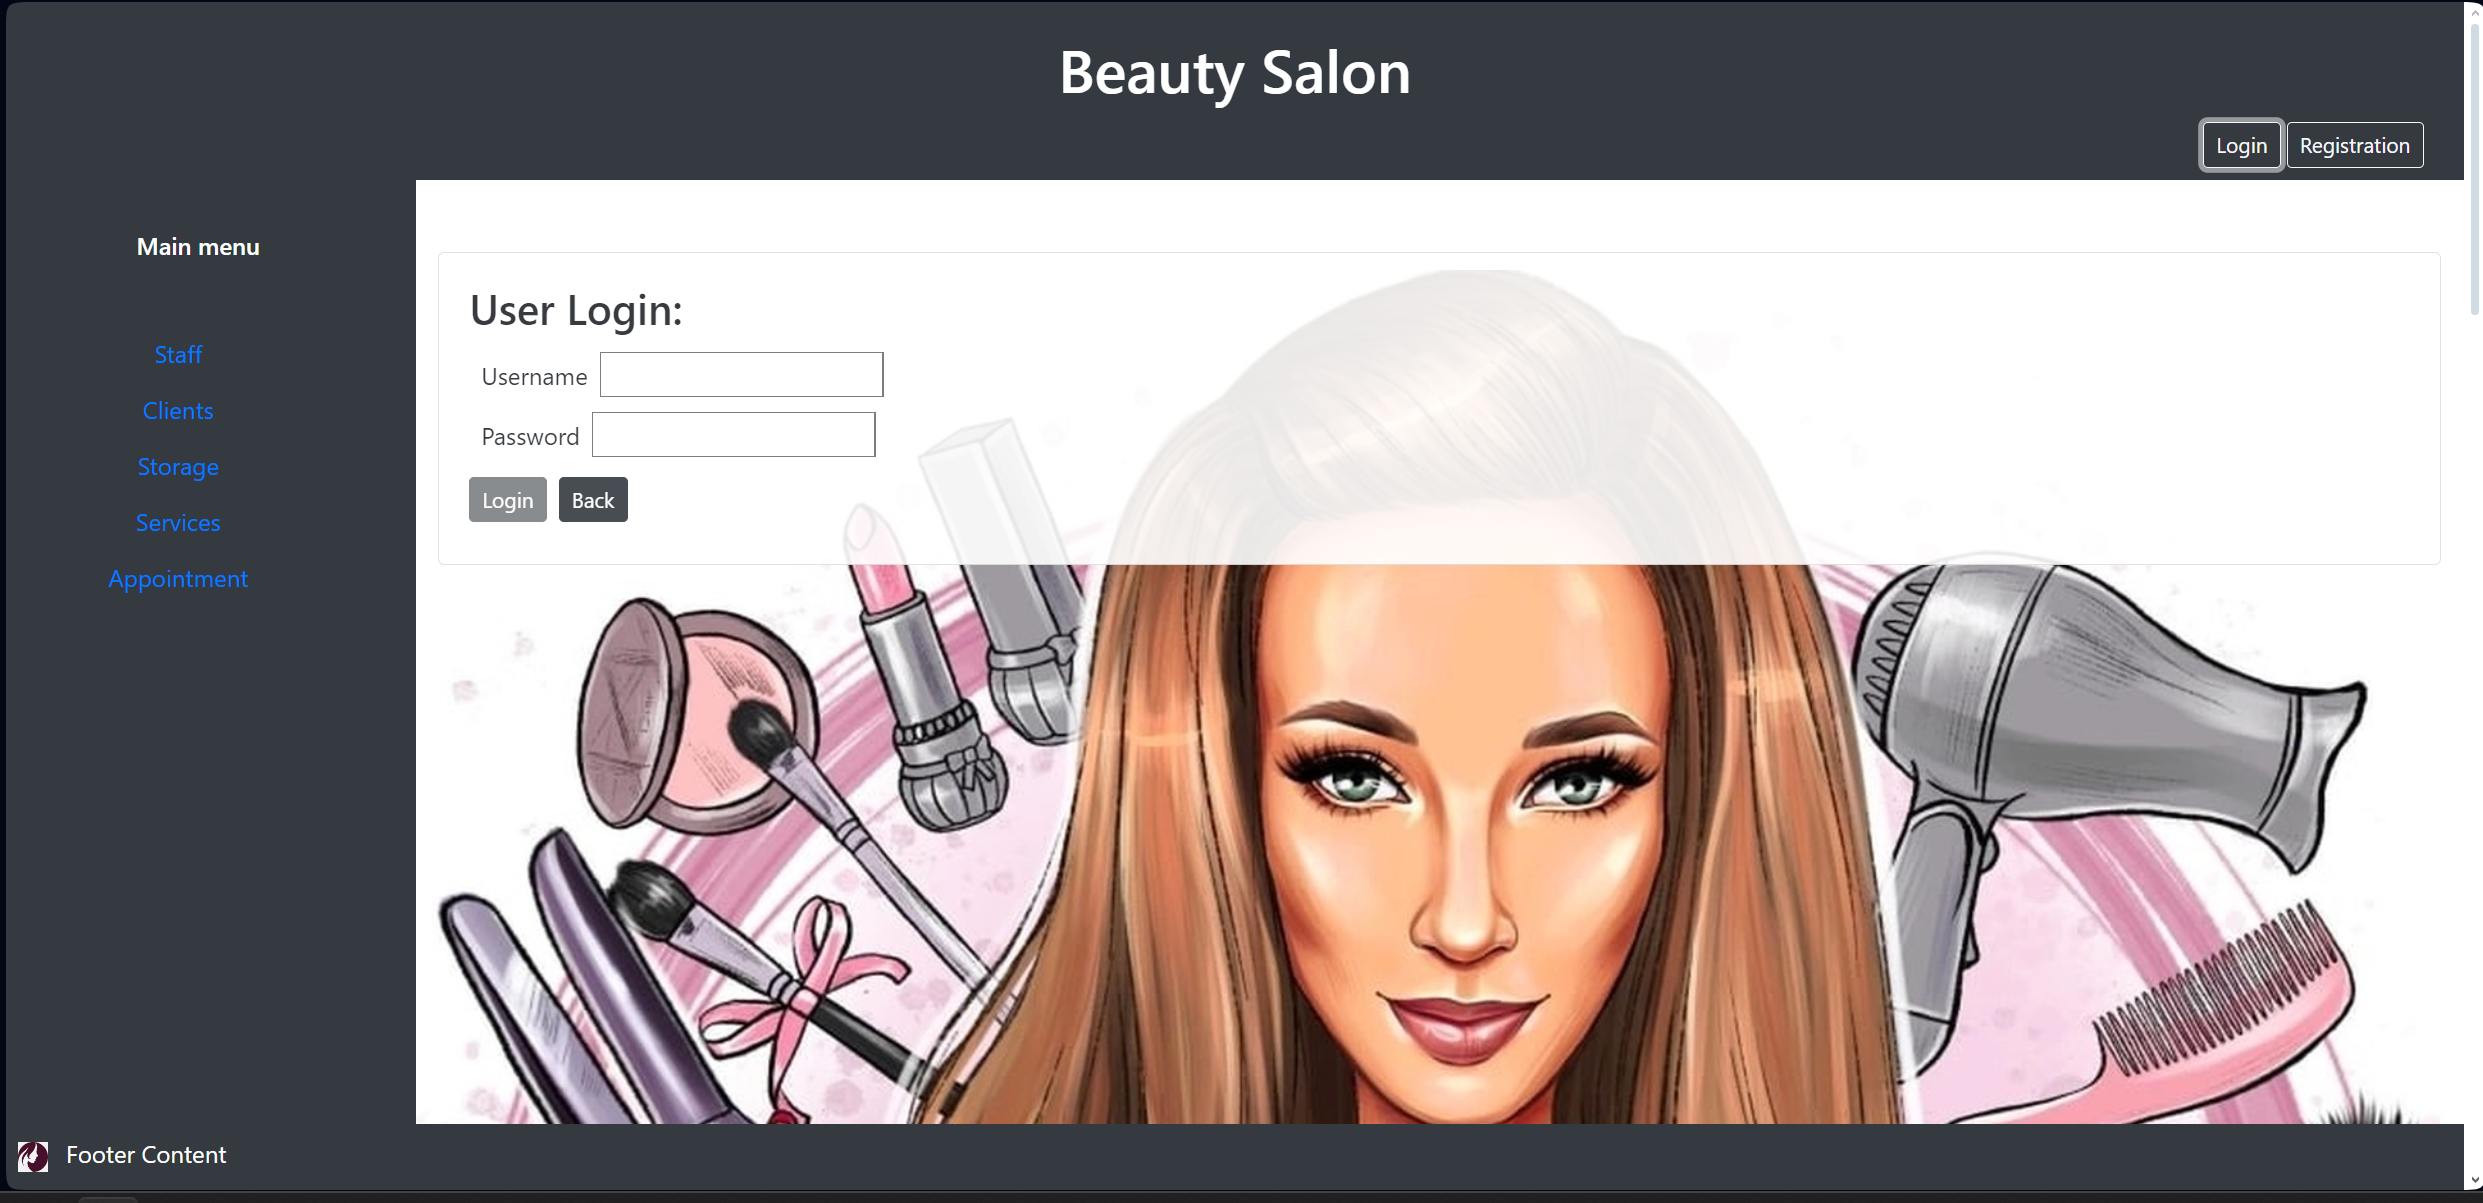 Beauty Salon
Login Registration
Main menu
Staff
Clients
Storage
Services
Appointment
User Login:
Username
Password
Login Back
Footer Content